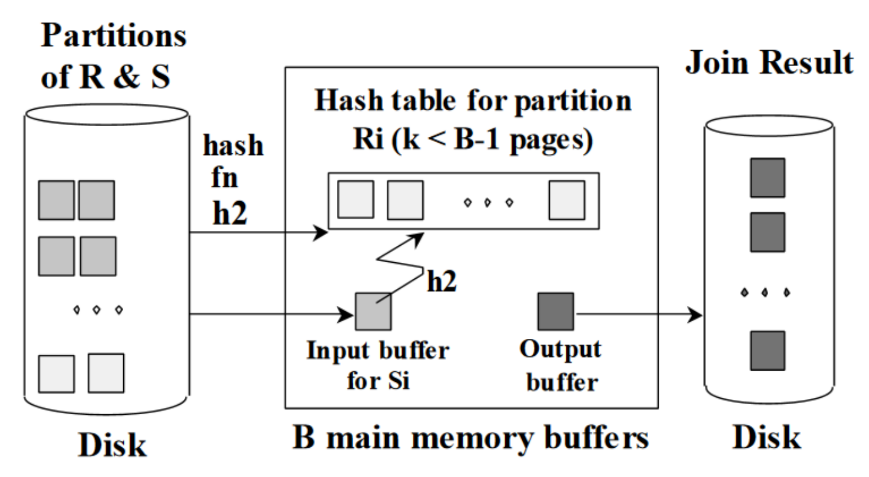 Partitions
of R & S
Join Result
Hash table for partition
Ri (k < B-1 pages)
hash
fn
h2
h2
Input buffer
for Si
Output
buffer
Disk
B main memory buffers
Disk